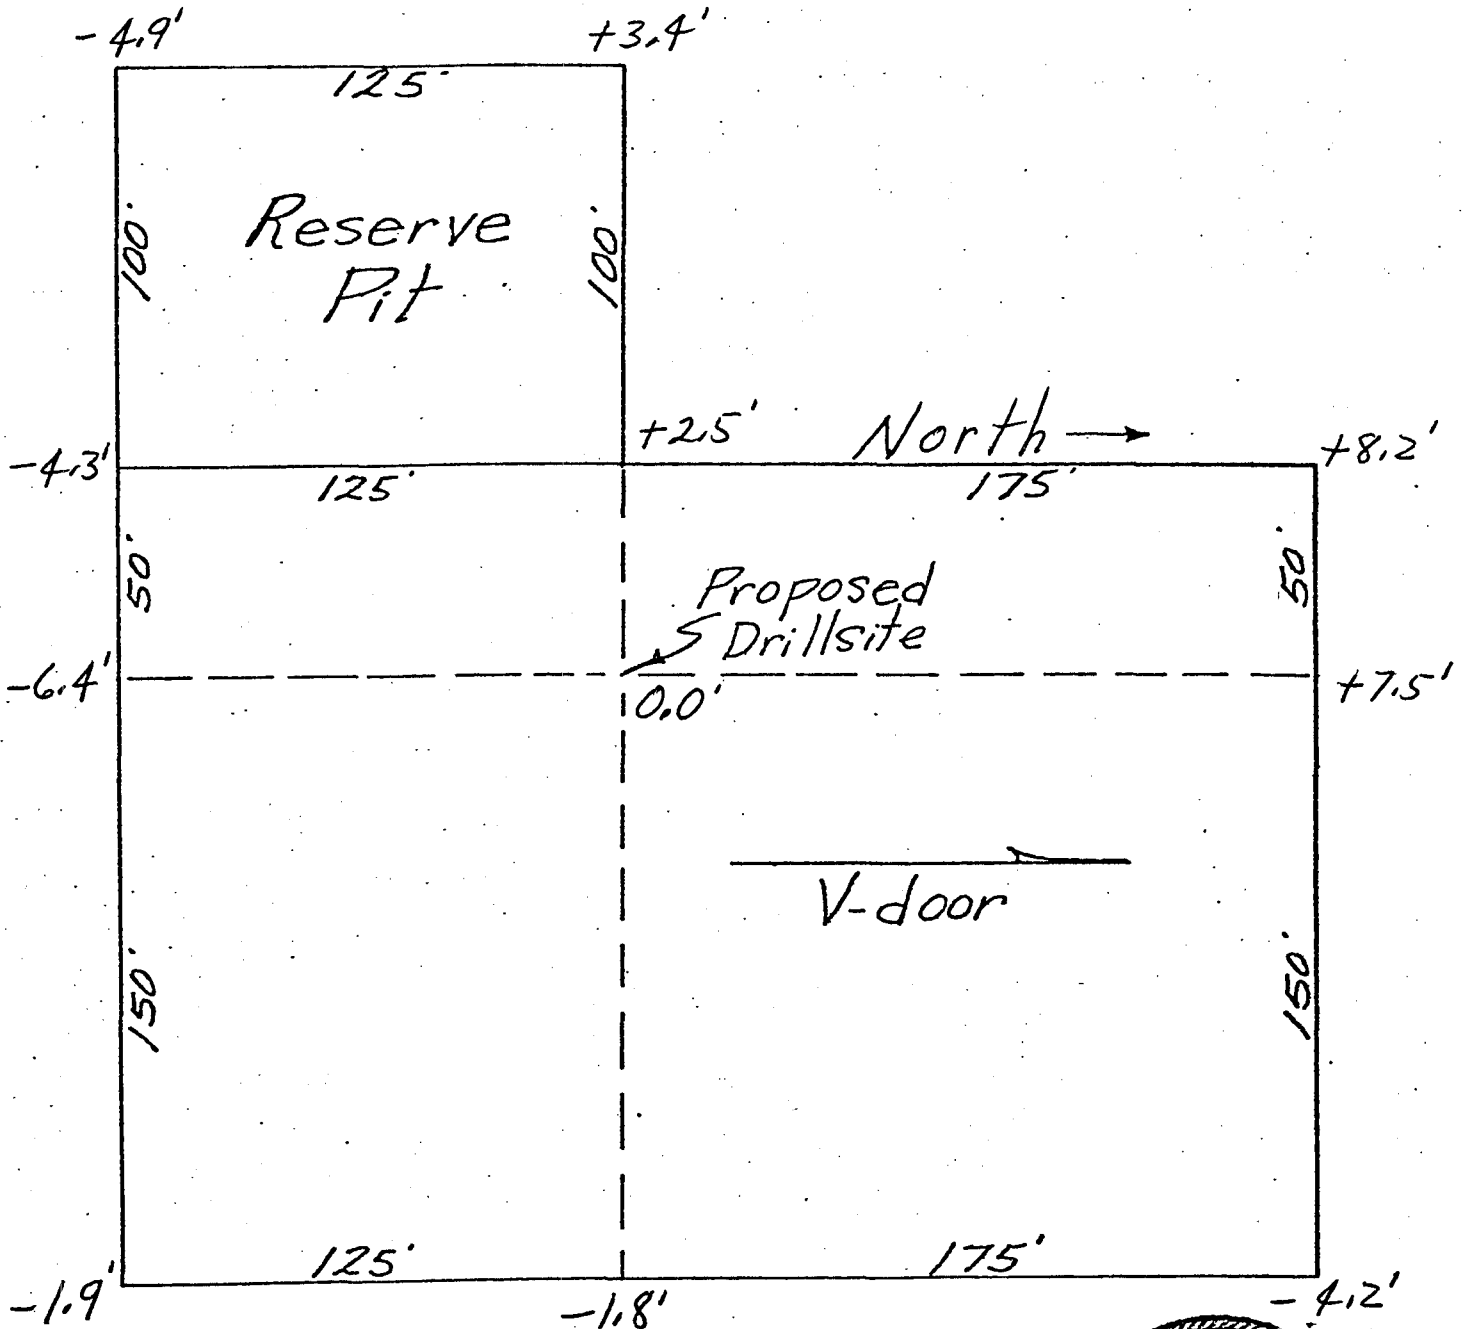 -4.9' +3.4'
125'
100' 100'
Reserve
Pit
+2.5' North
-4.3' +8.2'
125' 175'
50' 50'
Proposed
Drillsite
-6.4' +7.5'
0.0'
V-door
150' 150'
125' 175'
-1.9' -1.8' -4.2'